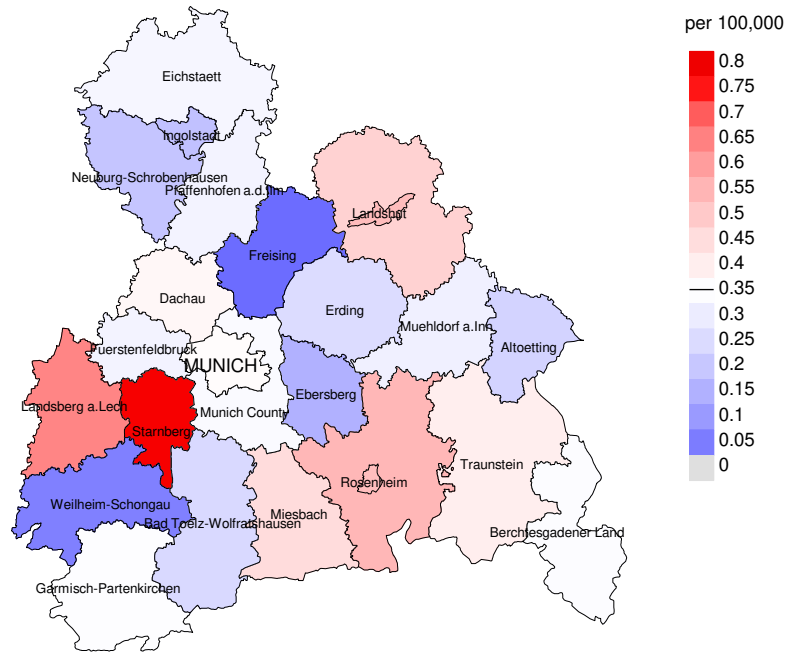 per 100,000
0.8
0.75
0.7
0.65
0.6
0.55
0.5
0.45
0.4
0.35
0.3
0.25
0.2
0.15
0.1
0.05
0
Eichstaett
Ingolstadt
Neuburg-Schrobenhausen
Pfaffenhofen a.d.Ilm
Landshut
Freising
Dachau
Erding
Muehldorf a.Inn
Altoetting
Fuerstenfeldbruck
MUNICH
Ebersberg
Landsberg a.Lech
Munich County
Starnberg
Traunstein
Rosenheim
Weilheim-Schongau
Miesbach
Bad Toelz-Wolfratshausen
Berchtesgadener Land
Garmisch-Partenkirchen